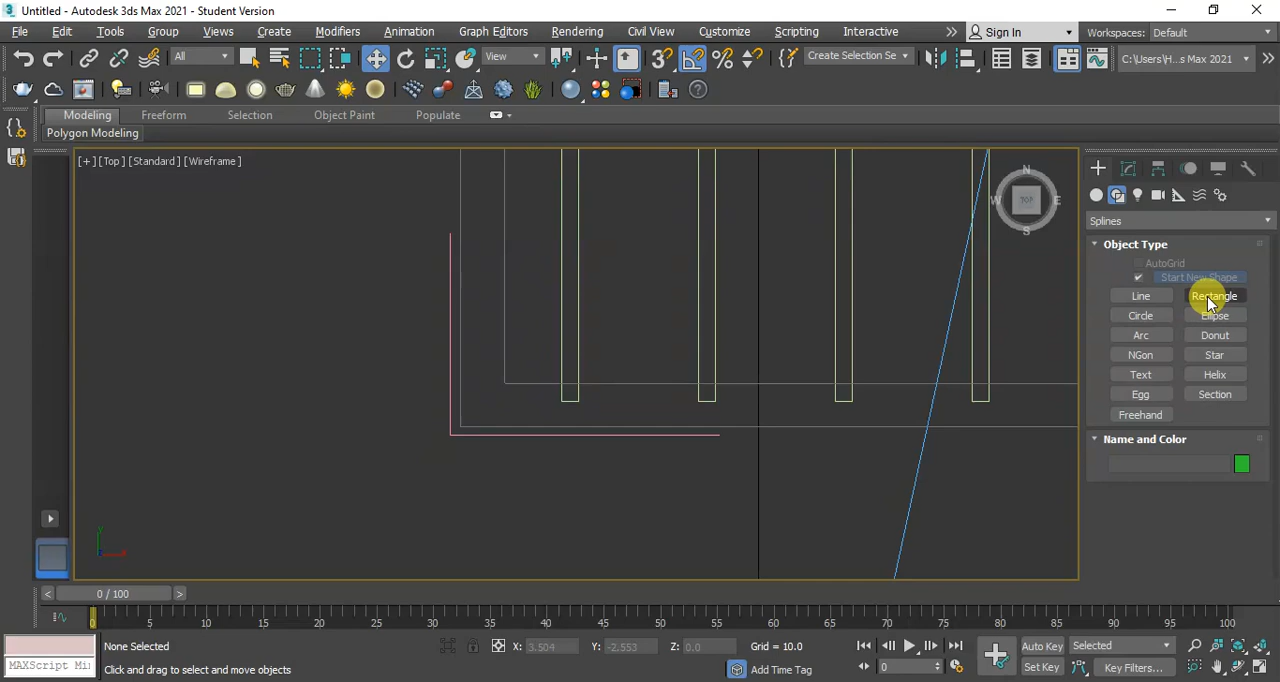 Untitled - Autodesk 3ds Max 2021 - Student Version
File Edit Tools Group Views Create Modifiers Animation Graph Editors Rendering Civil View Customize Scripting Interactive Sign In Workspaces: Default
All View Create Selection Se C:\Users\H...s Max 2021
Modeling Freeform Selection Object Paint Populate
Polygon Modeling
[+] [Top] [Standard] [Wireframe]
N
W TOP E
S
Splines
Object Type
AutoGrid
Start New Shape
Line Rectangle
Circle Ellipse
Arc Donut
NGon Star
Text Helix
Egg Section
Freehand
Name and Color
0 / 100
0 5 10 15 20 25 30 35 40 45 50 55 60 65 70 75 80 85 90 95 100
None Selected X: 3.504 Y: -2.553 Z: 0.0 Grid = 10.0 Auto Key Selected
MAXScript Mi: Click and drag to select and move objects Add Time Tag 0 Set Key Key Filters...